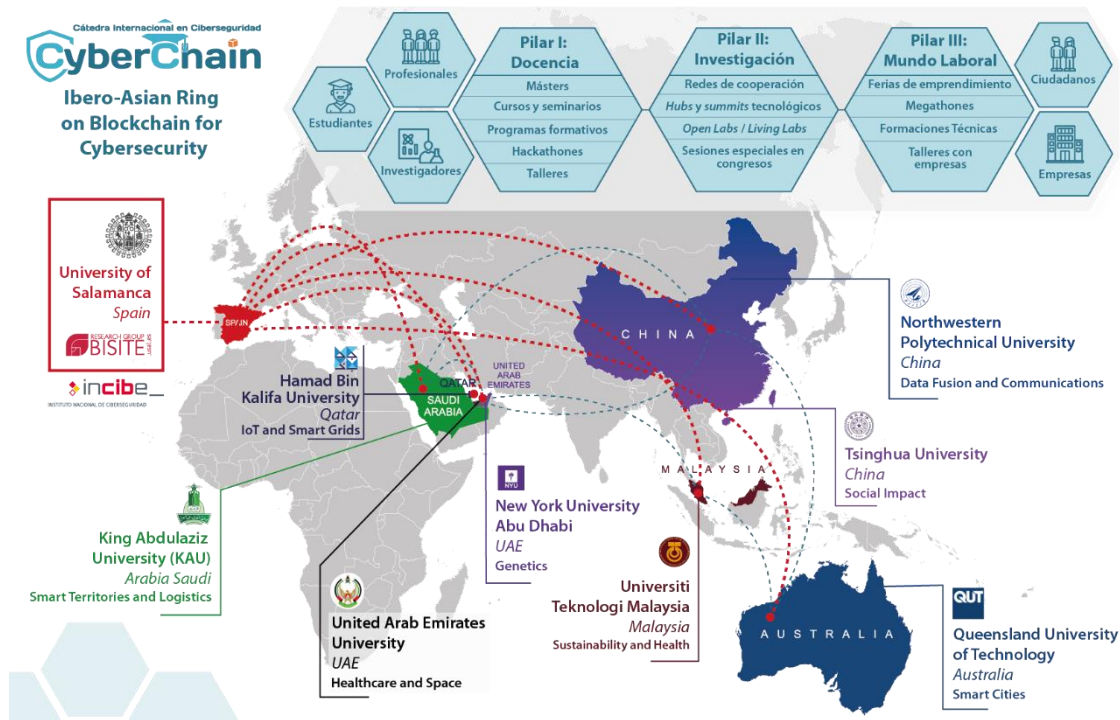 Cátedra Internacional en Ciberseguridad
CyberChain
Ibero-Asian Ring
on Blockchain for
Cybersecurity
Estudiantes
Profesionales
Investigadores
Pilar I:
Docencia
Másters
Cursos y seminarios
Programas formativos
Hackathones
Talleres
Pilar II:
Investigación
Redes de cooperación
Hubs y summits tecnológicos
Open Labs / Living Labs
Sesiones especiales en
congresos
Pilar III:
Mundo Laboral
Ferias de emprendimiento
Megathones
Formaciones Técnicas
Talleres con
empresas
Ciudadanos
Empresas
University of
Salamanca
Spain
RESEARCH GROUP
BISITE
incibe_
INSTITUTO NACIONAL DE CIBERSEGURIDAD
CHINA
QATAR
SAUDI
ARABIA
UNITED
ARAB
EMIRATES
MALAYSIA
AUSTRALIA
Hamad Bin
Kalifa University
Qatar
IoT and Smart Grids
King Abdulaziz
University (KAU)
Arabia Saudi
Smart Territories and Logistics
United Arab Emirates
University
UAE
Healthcare and Space
NYU
New York University
Abu Dhabi
UAE
Genetics
Universiti
Teknologi Malaysia
Malaysia
Sustainability and Health
Northwestern
Polytechnical University
China
Data Fusion and Communications
Tsinghua University
China
Social Impact
QUT
Queensland University
of Technology
Australia
Smart Cities